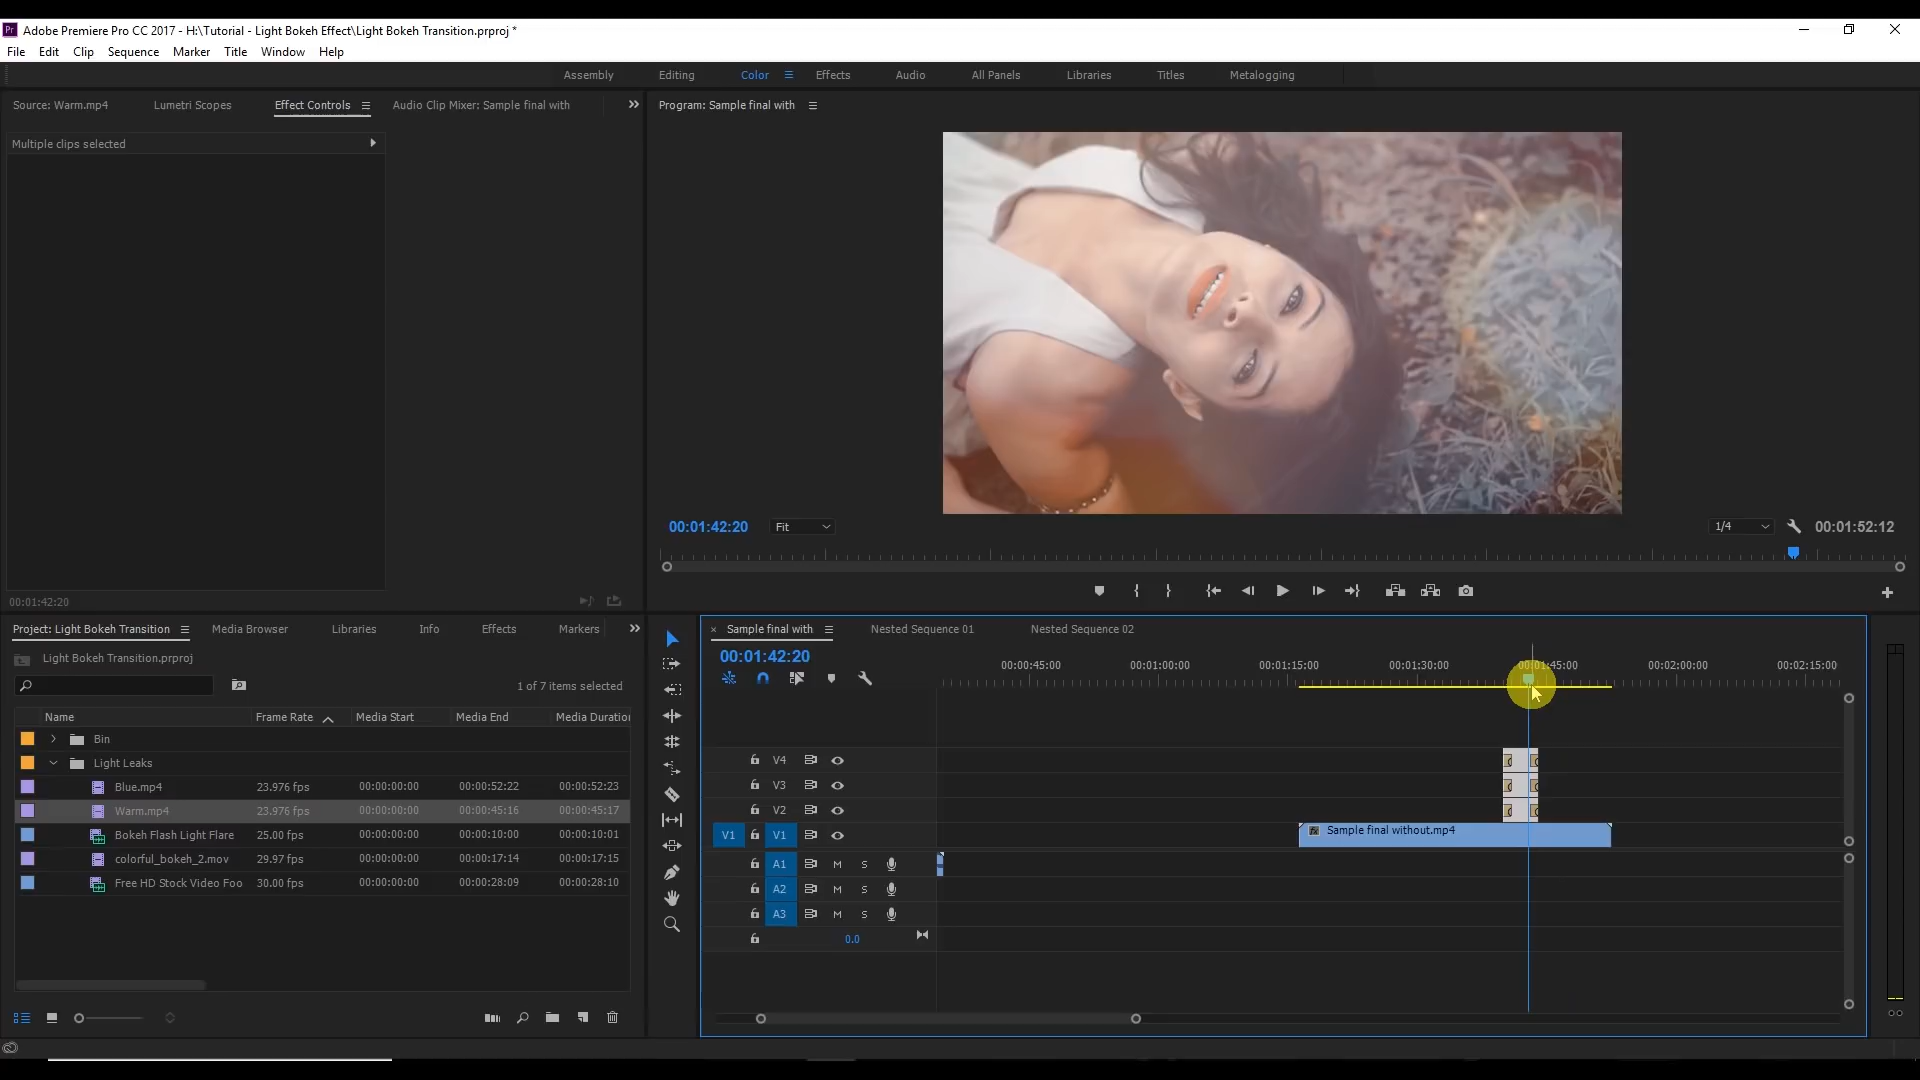 Adobe Premiere Pro CC 2017 - H:\Tutorial - Light Bokeh Effect\Light Bokeh Transition.prproj *
File Edit Clip Sequence Marker Title Window Help
Assembly Editing Color Effects Audio All Panels Libraries Titles Metalogging
Source: Warm.mp4 Lumetri Scopes Effect Controls Audio Clip Mixer: Sample final with
Program: Sample final with
Multiple clips selected
00:01:42:20 Fit 1/4 00:01:52:12
00:01:42:20
Project: Light Bokeh Transition Media Browser Libraries Info Effects Markers
Light Bokeh Transition.prproj
1 of 7 items selected
Name Frame Rate Media Start Media End Media Duration
Bin
Light Leaks
Blue.mp4 23.976 fps 00:00:00:00 00:00:52:22 00:00:52:23
Warm.mp4 23.976 fps 00:00:00:00 00:00:45:16 00:00:45:17
Bokeh Flash Light Flare 25.00 fps 00:00:00:00 00:00:10:00 00:00:10:01
colorful_bokeh_2.mov 29.97 fps 00:00:00:00 00:00:17:14 00:00:17:15
Free HD Stock Video Foo 30.00 fps 00:00:00:00 00:00:28:09 00:00:28:10
Sample final with Nested Sequence 01 Nested Sequence 02
00:01:42:20
00:00:45:00 00:01:00:00 00:01:15:00 00:01:30:00 00:01:45:00 00:02:00:00 00:02:15:00
V4
V3
V2
V1 V1 fx Sample final without.mp4
A1 M S
A2 M S
A3 M S
0.0